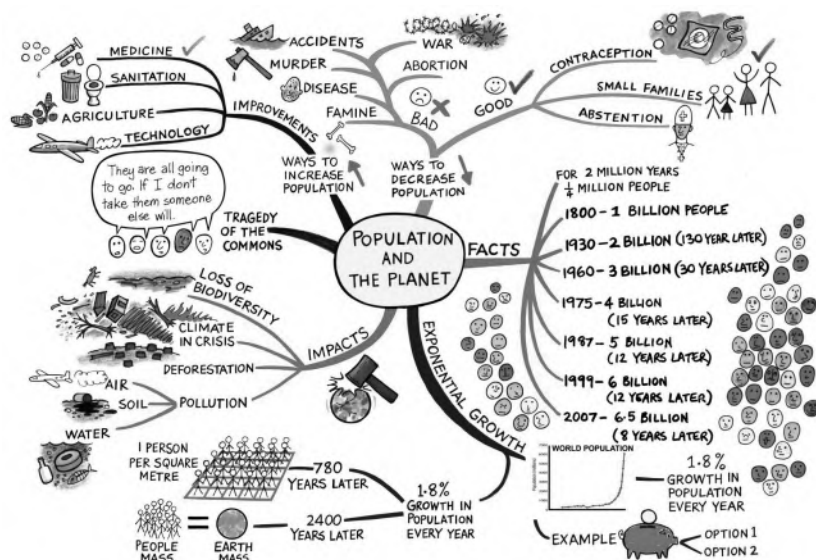 POPULATION
AND
THE PLANET
WAYS TO
INCREASE
POPULATION
IMPROVEMENTS
MEDICINE
SANITATION
AGRICULTURE
TECHNOLOGY
WAYS TO
DECREASE
POPULATION
BAD
ACCIDENTS
MURDER
DISEASE
FAMINE
WAR
ABORTION
GOOD
CONTRACEPTION
SMALL FAMILIES
ABSTENTION
FACTS
FOR 2 MILLION YEARS
1/4 MILLION PEOPLE
1800 - 1 BILLION PEOPLE
1930 - 2 BILLION (130 YEAR LATER)
1960 - 3 BILLION (30 YEARS LATER)
1975 - 4 BILLION
(15 YEARS LATER)
1987 - 5 BILLION
(12 YEARS LATER)
1999 - 6 BILLION
(12 YEARS LATER)
2007 - 6.5 BILLION
(8 YEARS LATER)
EXPONENTIAL GROWTH
WORLD POPULATION
1.8%
GROWTH IN
POPULATION
EVERY YEAR
EXAMPLE
OPTION 1
OPTION 2
1.8%
GROWTH IN
POPULATION
EVERY YEAR
780
YEARS LATER
1 PERSON
PER SQUARE
METRE
2400
YEARS LATER
PEOPLE
MASS
=
EARTH
MASS
IMPACTS
LOSS OF
BIODIVERSITY
CLIMATE
IN CRISIS
DEFORESTATION
POLLUTION
AIR
SOIL
WATER
TRAGEDY
OF THE
COMMONS
They are all going
to go. If I don't
take them someone
else will.